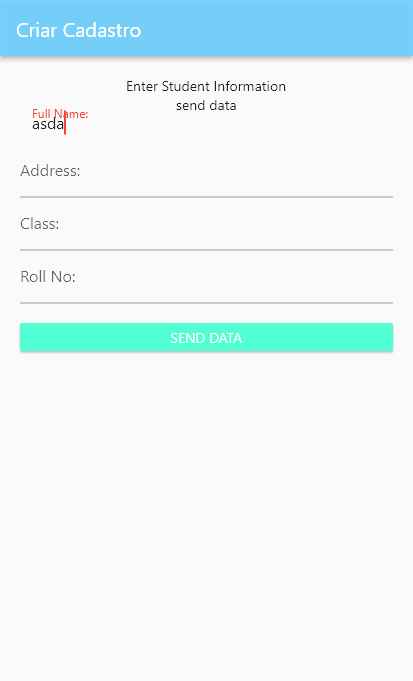 Criar Cadastro
Enter Student Information
send data
Full Name:
asda
Address:
Class:
Roll No:
SEND DATA